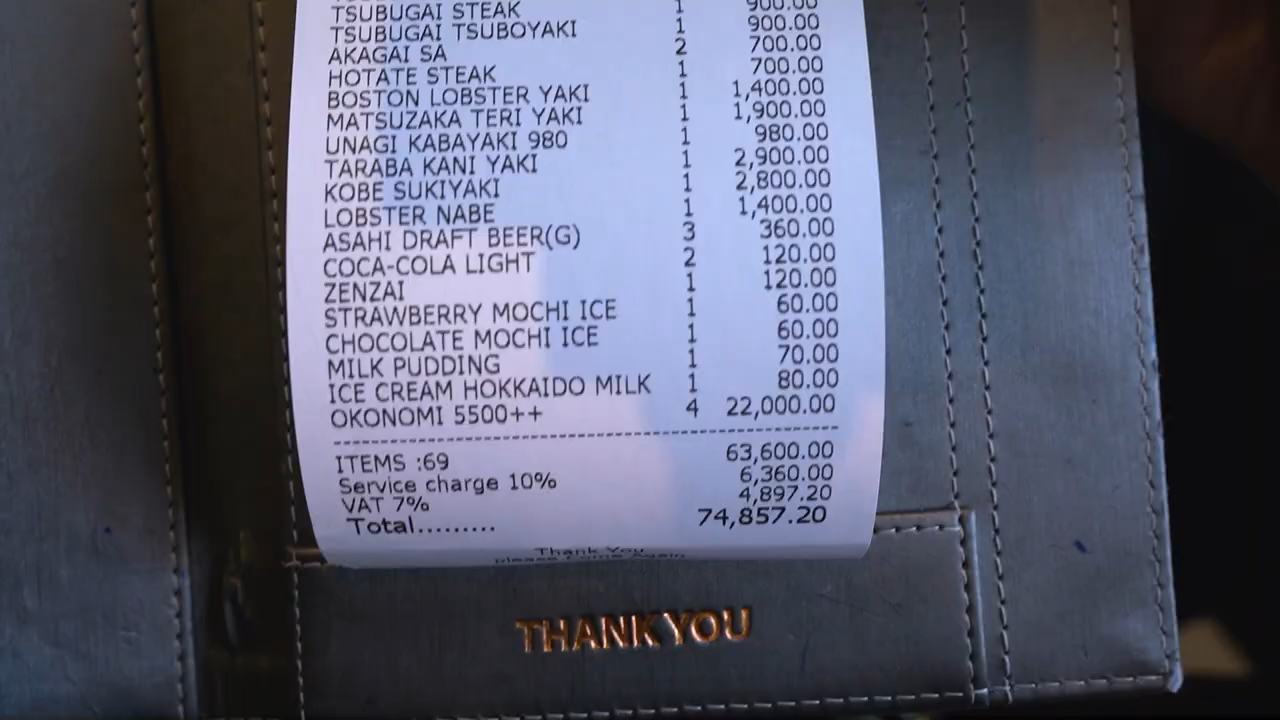 TSUBUGAI STEAK 1 900.00
TSUBUGAI TSUBOYAKI 1 900.00
AKAGAI SA 2 700.00
HOTATE STEAK 1 700.00
BOSTON LOBSTER YAKI 1 1,400.00
MATSUZAKA TERI YAKI 1 1,900.00
UNAGI KABAYAKI 980 1 980.00
TARABA KANI YAKI 1 2,900.00
KOBE SUKIYAKI 1 2,800.00
LOBSTER NABE 1 1,400.00
ASAHI DRAFT BEER(G) 3 360.00
COCA-COLA LIGHT 2 120.00
ZENZAI 1 120.00
STRAWBERRY MOCHI ICE 1 60.00
CHOCOLATE MOCHI ICE 1 60.00
MILK PUDDING 1 70.00
ICE CREAM HOKKAIDO MILK 1 80.00
OKONOMI 5500++ 4 22,000.00
ITEMS :69 63,600.00
Service charge 10% 6,360.00
VAT 7% 4,897.20
Total......... 74,857.20
Thank You
please Come Again
THANK YOU